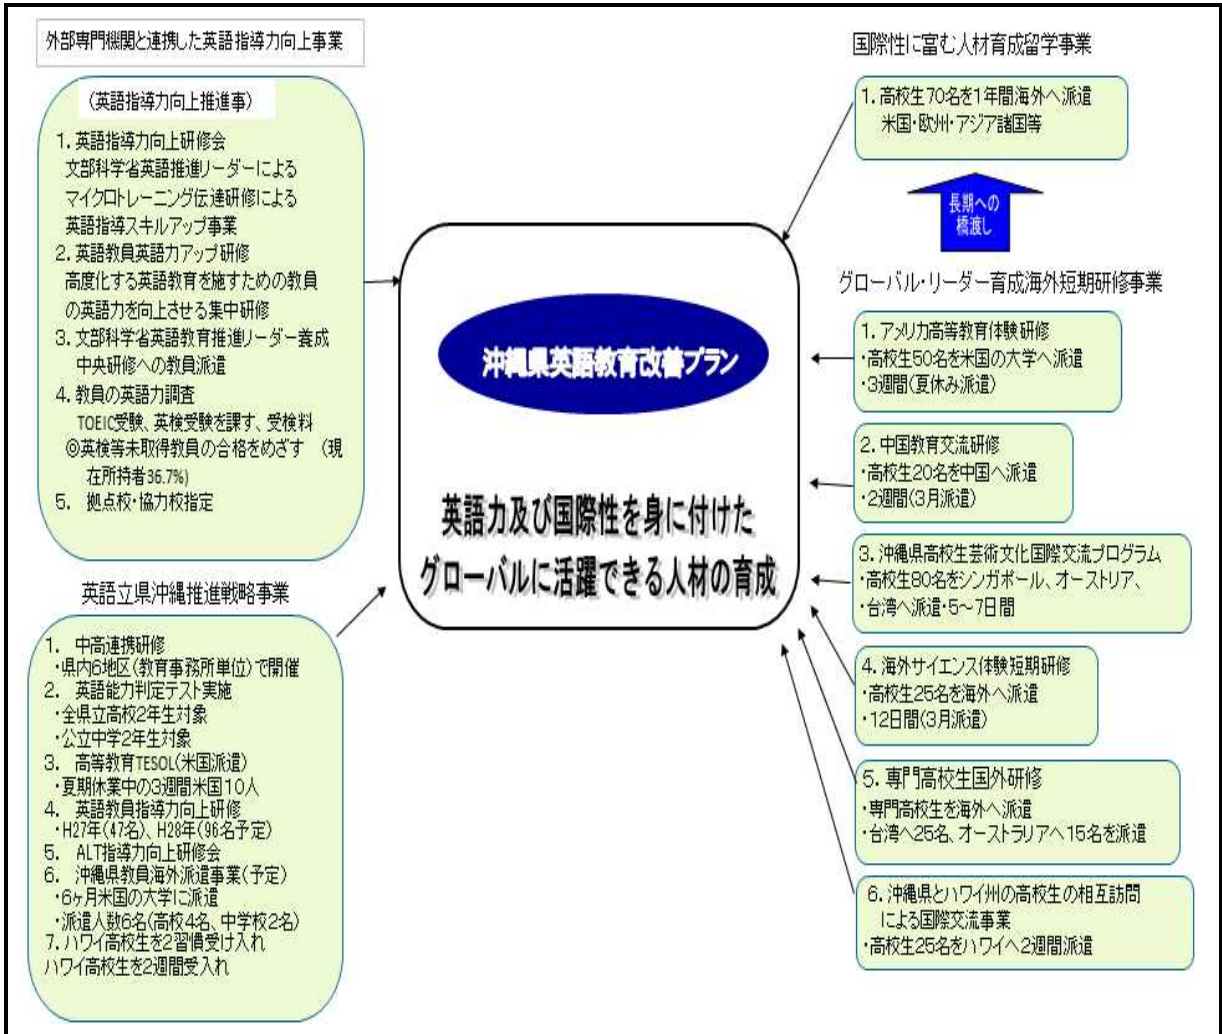 外部専門機関と連携した英語指導力向上事業
(英語指導力向上推進事)
1. 英語指導力向上研修会
文部科学省英語推進リーダーによる
マイクロトレーニング伝達研修による
英語指導スキルアップ事業
2. 英語教員英語力アップ研修
高度化する英語教育を施すための教員
の英語力を向上させる集中研修
3. 文部科学省英語教育推進リーダー養成
中央研修への教員派遣
4. 教員の英語力調査
TOEIC受験、英検受験を課す、受検料
◎英検等未取得教員の合格をめざす (現
在所持者36.7%)
5. 拠点校・協力校指定
英語立県沖縄推進戦略事業
1. 中高連携研修
・県内6地区(教育事務所単位)で開催
2. 英語能力判定テスト実施
・全県立高校2年生対象
・公立中学2年生対象
3. 高等教育TESOL(米国派遣)
・夏期休業中の3週間米国10人
4. 英語教員指導力向上研修
・H27年(47名)、H28年(96名予定)
5. ALT指導力向上研修会
6. 沖縄県教員海外派遣事業(予定)
・6ヶ月米国の大学に派遣
・派遣人数6名(高校4名、中学校2名)
7. ハワイ高校生を2習慣受け入れ
ハワイ高校生を2週間受入れ
沖縄県英語教育改善プラン
英語力及び国際性を身に付けた
グローバルに活躍できる人材の育成
国際性に富む人材育成留学事業
1. 高校生70名を1年間海外へ派遣
米国・欧州・アジア諸国等
長期への
橋渡し
グローバル・リーダー育成海外短期研修事業
1. アメリカ高等教育体験研修
・高校生50名を米国の大学へ派遣
・3週間(夏休み派遣)
2. 中国教育交流研修
・高校生20名を中国へ派遣
・2週間(3月派遣)
3. 沖縄県高校生芸術文化国際交流プログラム
・高校生80名をシンガポール、オーストリア、
・台湾へ派遣・5～7日間
4. 海外サイエンス体験短期研修
・高校生25名を海外へ派遣
・12日間(3月派遣)
5. 専門高校生国外研修
・専門高校生を海外へ派遣
・台湾へ25名、オーストラリアへ15名を派遣
6. 沖縄県とハワイ州の高校生の相互訪問
による国際交流事業
・高校生25名をハワイへ2週間派遣